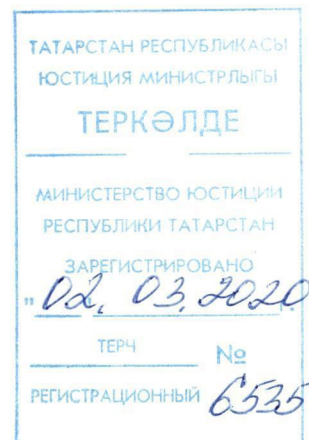 ТАТАРСТАН РЕСПУБЛИКАСЫ
ЮСТИЦИЯ МИНИСТРЛЫГЫ
ТЕРКӘЛДЕ
МИНИСТЕРСТВО ЮСТИЦИИ
РЕСПУБЛИКИ ТАТАРСТАН
ЗАРЕГИСТРИРОВАНО
"02. 03. 2020 г.
ТЕРЧ №
РЕГИСТРАЦИОННЫЙ 6535